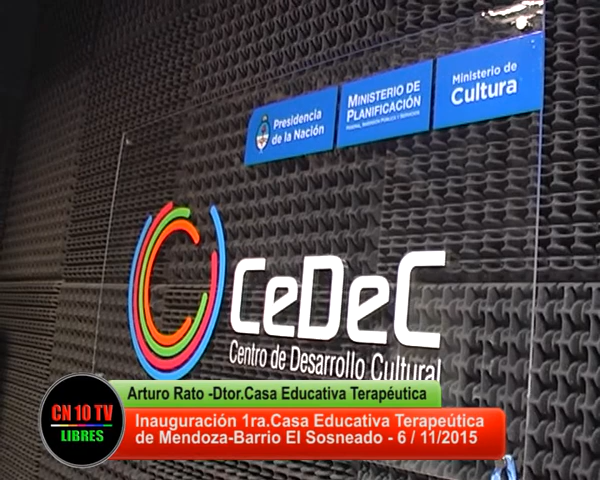 Presidencia
de la Nación
MINISTERIO DE
PLANIFICACIÓN
Ministerio de
Cultura
CeDeC
Centro de Desarrollo Cultural
CN 10 TV
LIBRES
Arturo Rato -Dtor.Casa Educativa Terapéutica
Inauguración 1ra.Casa Educativa Terapeútica
de Mendoza-Barrio El Sosneado - 6 / 11/2015